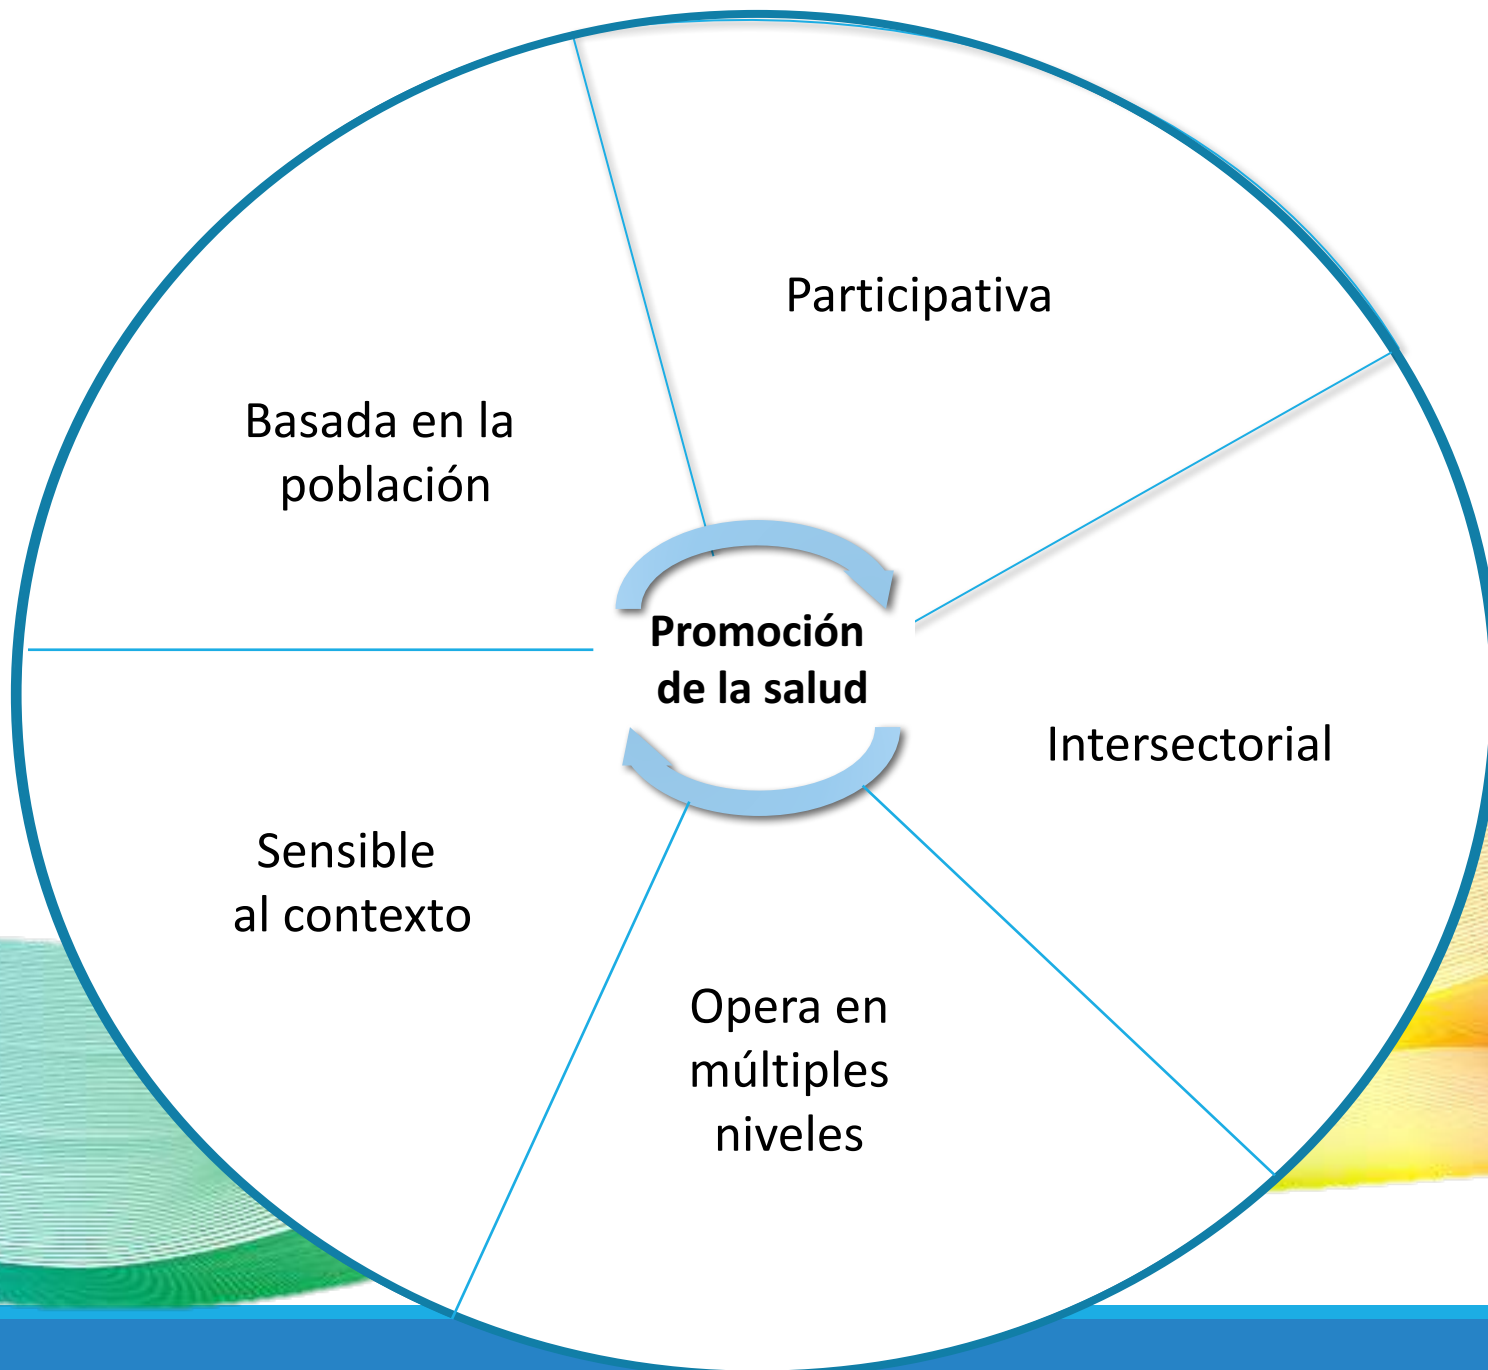 Participativa
Basada en la
población
Promoción
de la salud
Intersectorial
Sensible
al contexto
Opera en
múltiples
niveles